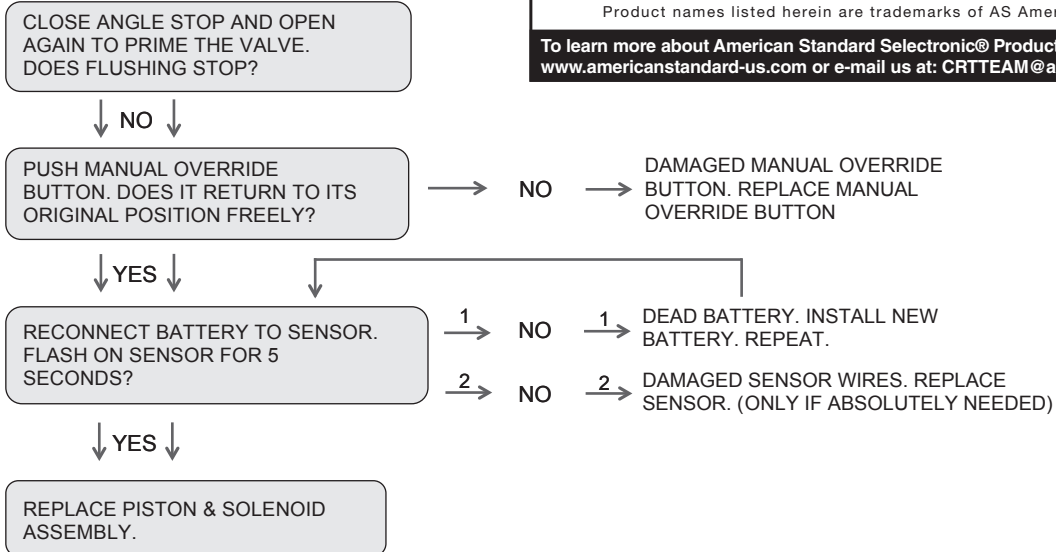 Product names listed herein are trademarks of AS Amer
To learn more about American Standard Selectronic® Product
www.americanstandard-us.com or e-mail us at: CRTTEAM@a
CLOSE ANGLE STOP AND OPEN
AGAIN TO PRIME THE VALVE.
DOES FLUSHING STOP?
NO
PUSH MANUAL OVERRIDE
BUTTON. DOES IT RETURN TO ITS
ORIGINAL POSITION FREELY?
NO
DAMAGED MANUAL OVERRIDE
BUTTON. REPLACE MANUAL
OVERRIDE BUTTON
YES
RECONNECT BATTERY TO SENSOR.
FLASH ON SENSOR FOR 5
SECONDS?
1 NO 1
DEAD BATTERY. INSTALL NEW
BATTERY. REPEAT.
2 NO 2
DAMAGED SENSOR WIRES. REPLACE
SENSOR. (ONLY IF ABSOLUTELY NEEDED)
YES
REPLACE PISTON & SOLENOID
ASSEMBLY.